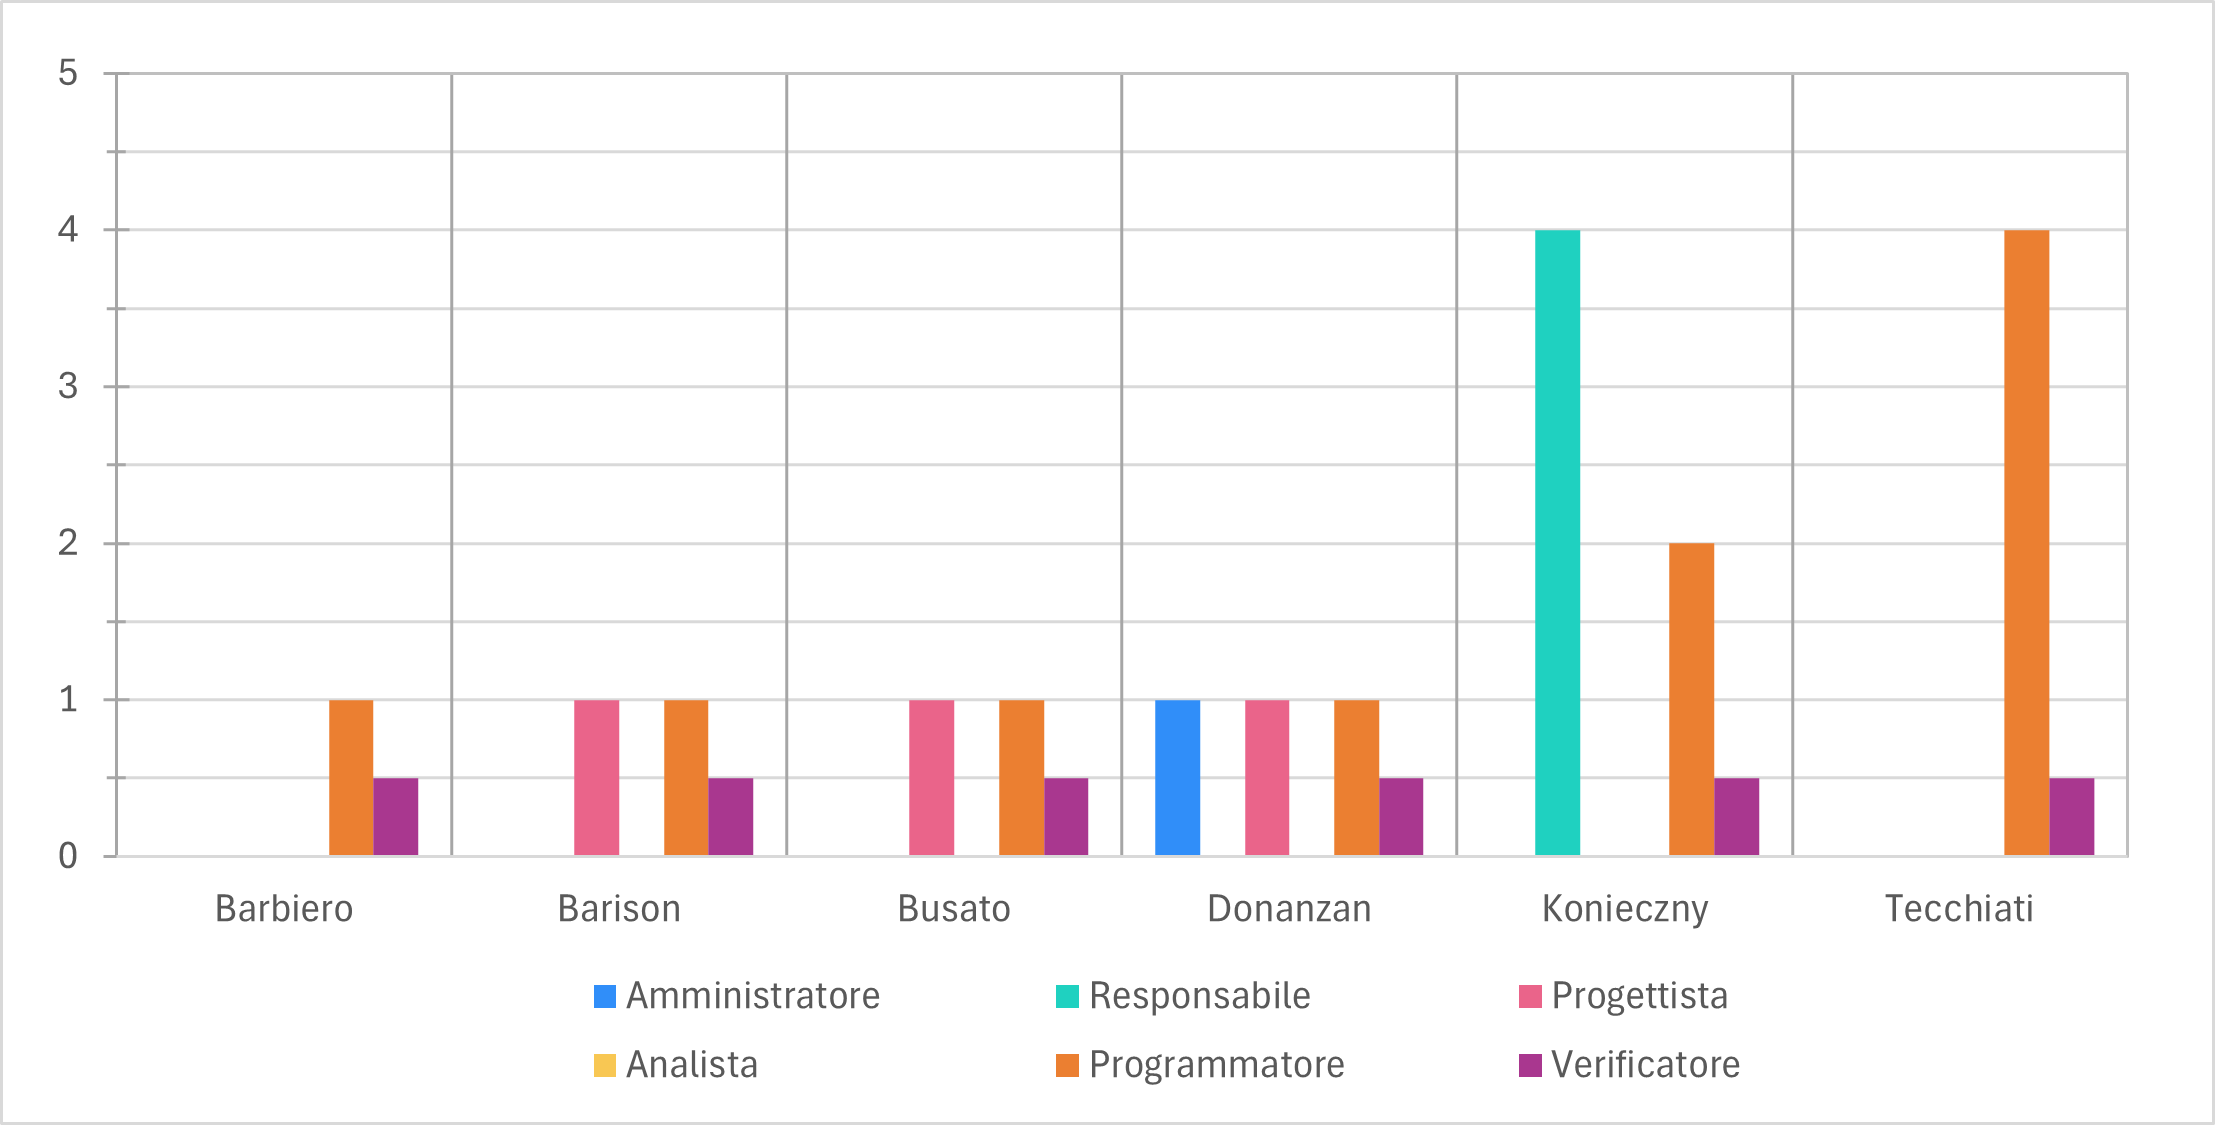 5
4
3
2
1
0
Barbiero Barison Busato Donanzan Konieczny Tecchiati
Amministratore Responsabile Progettista
Analista Programmatore Verificatore